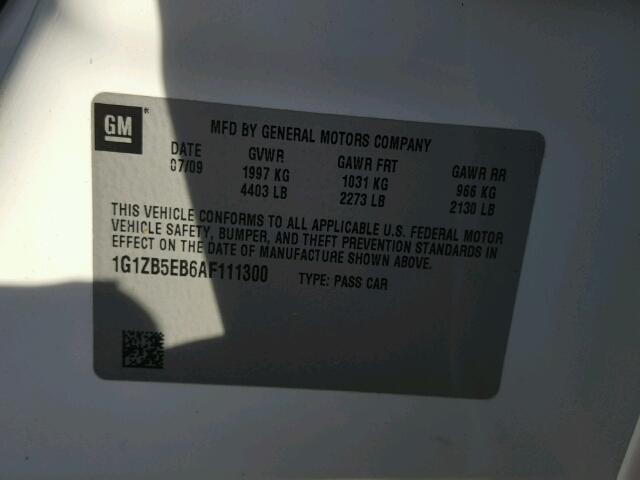 GM
MFD BY GENERAL MOTORS COMPANY
DATE GVWR GAWR FRT GAWR RR
07/09 1997 KG 1031 KG 966 KG
4403 LB 2273 LB 2130 LB
THIS VEHICLE CONFORMS TO ALL APPLICABLE U.S. FEDERAL MOTOR
VEHICLE SAFETY, BUMPER, AND THEFT PREVENTION STANDARDS IN
EFFECT ON THE DATE OF MANUFACTURE SHOWN ABOVE.
1G1ZB5EB6AF111300 TYPE: PASS CAR